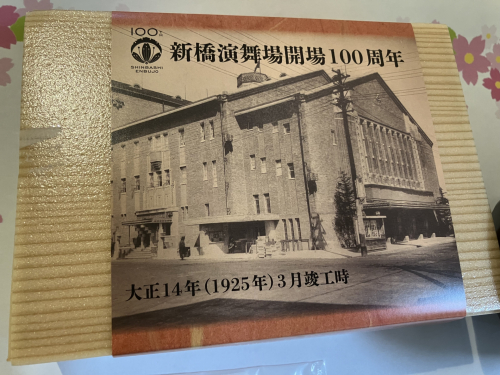 100th
新橋演舞場開場100周年
SHINBASHI
ENBUJO
大正14年(1925年)3月竣工時